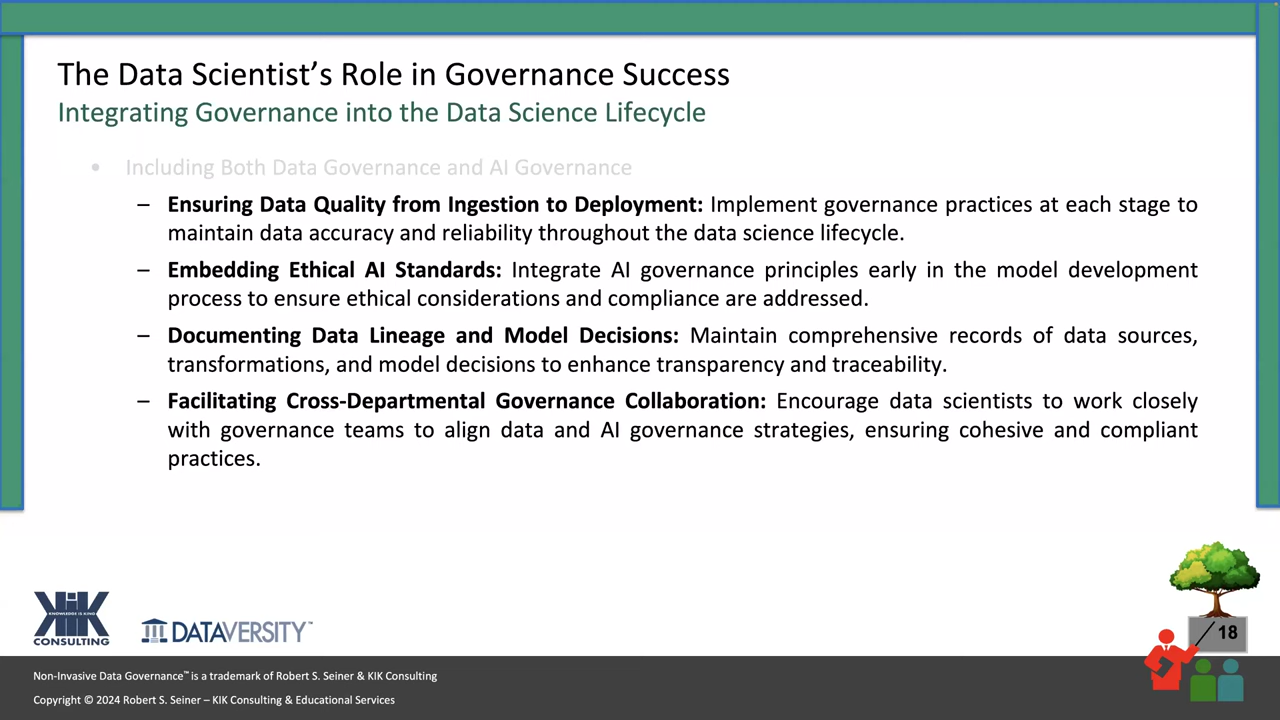 The Data Scientist's Role in Governance Success
Integrating Governance into the Data Science Lifecycle
• Including Both Data Governance and AI Governance
– Ensuring Data Quality from Ingestion to Deployment: Implement governance practices at each stage to
maintain data accuracy and reliability throughout the data science lifecycle.
– Embedding Ethical AI Standards: Integrate AI governance principles early in the model development
process to ensure ethical considerations and compliance are addressed.
– Documenting Data Lineage and Model Decisions: Maintain comprehensive records of data sources,
transformations, and model decisions to enhance transparency and traceability.
– Facilitating Cross-Departmental Governance Collaboration: Encourage data scientists to work closely
with governance teams to align data and AI governance strategies, ensuring cohesive and compliant
practices.
KIK
KNOWLEDGE IS KING
CONSULTING
DATAVERSITY™
18
Non-Invasive Data Governance™ is a trademark of Robert S. Seiner & KIK Consulting
Copyright © 2024 Robert S. Seiner – KIK Consulting & Educational Services